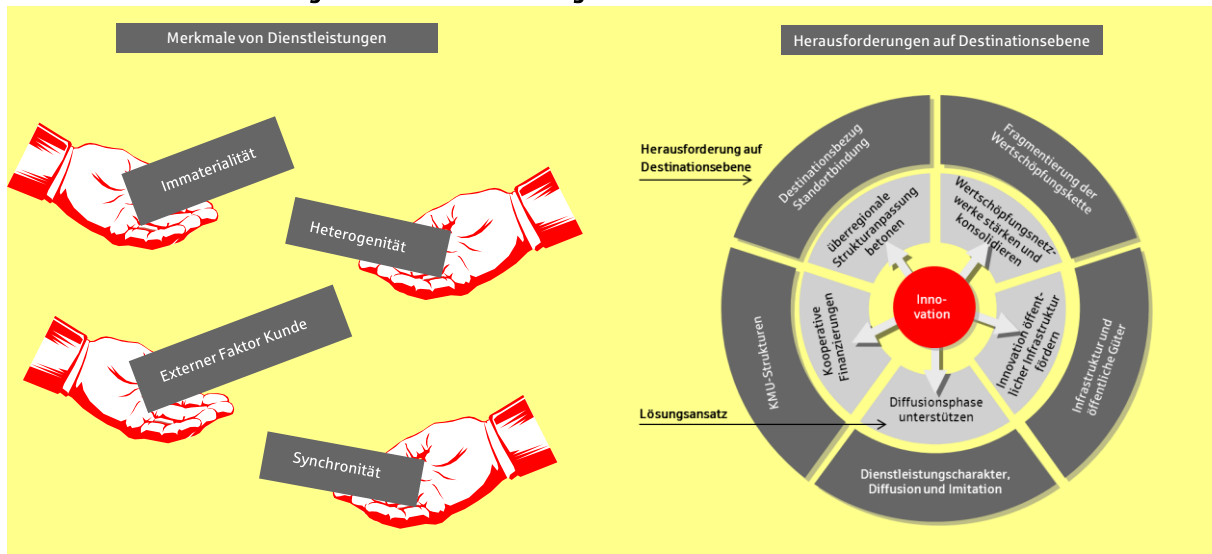 Merkmale von Dienstleistungen
Immaterialität
Heterogenität
Externer Faktor Kunde
Synchronität
Herausforderungen auf Destinationsebene
Herausforderung auf
Destinationsebene
Lösungsansatz
Destinationsbezug
Standortbindung
Fragmentierung der
Wertschöpfungskette
Infrastruktur und
öffentliche Güter
Dienstleistungscharakter,
Diffusion und Imitation
KMU-Strukturen
überregionale
Strukturanpassung
betonen
Wertschöpfungsnetz-
werke stärken und
konsolidieren
Innovation öffent-
licher Infrastruktur
fördern
Diffusionsphase
unterstützen
Kooperative
Finanzierungen
Inno-
vation